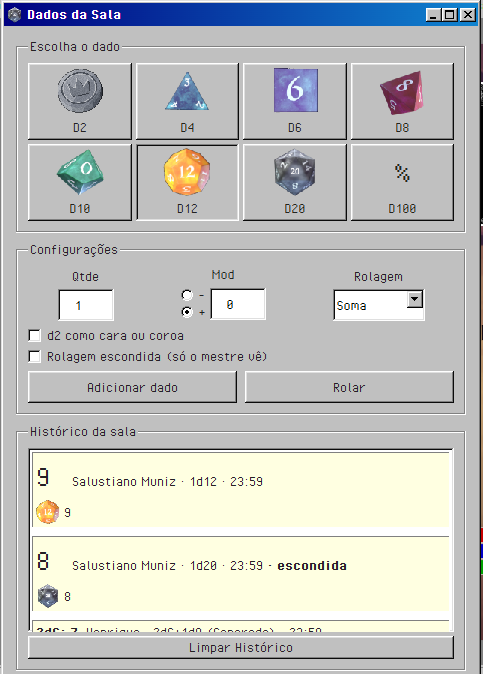 Dados da Sala
Escolha o dado
3
6
8
D2
D4
D6
D8
0
12
20
%
D10
D12
D20
D100
Configurações
Qtde
Mod
Rolagem
1
-
+
0
Soma
d2 como cara ou coroa
Rolagem escondida (só o mestre vê)
Adicionar dado
Rolar
Histórico da sala
9 Salustiano Muniz · 1d12 · 23:59
9
8 Salustiano Muniz · 1d20 · 23:59 · escondida
8
Limpar Histórico